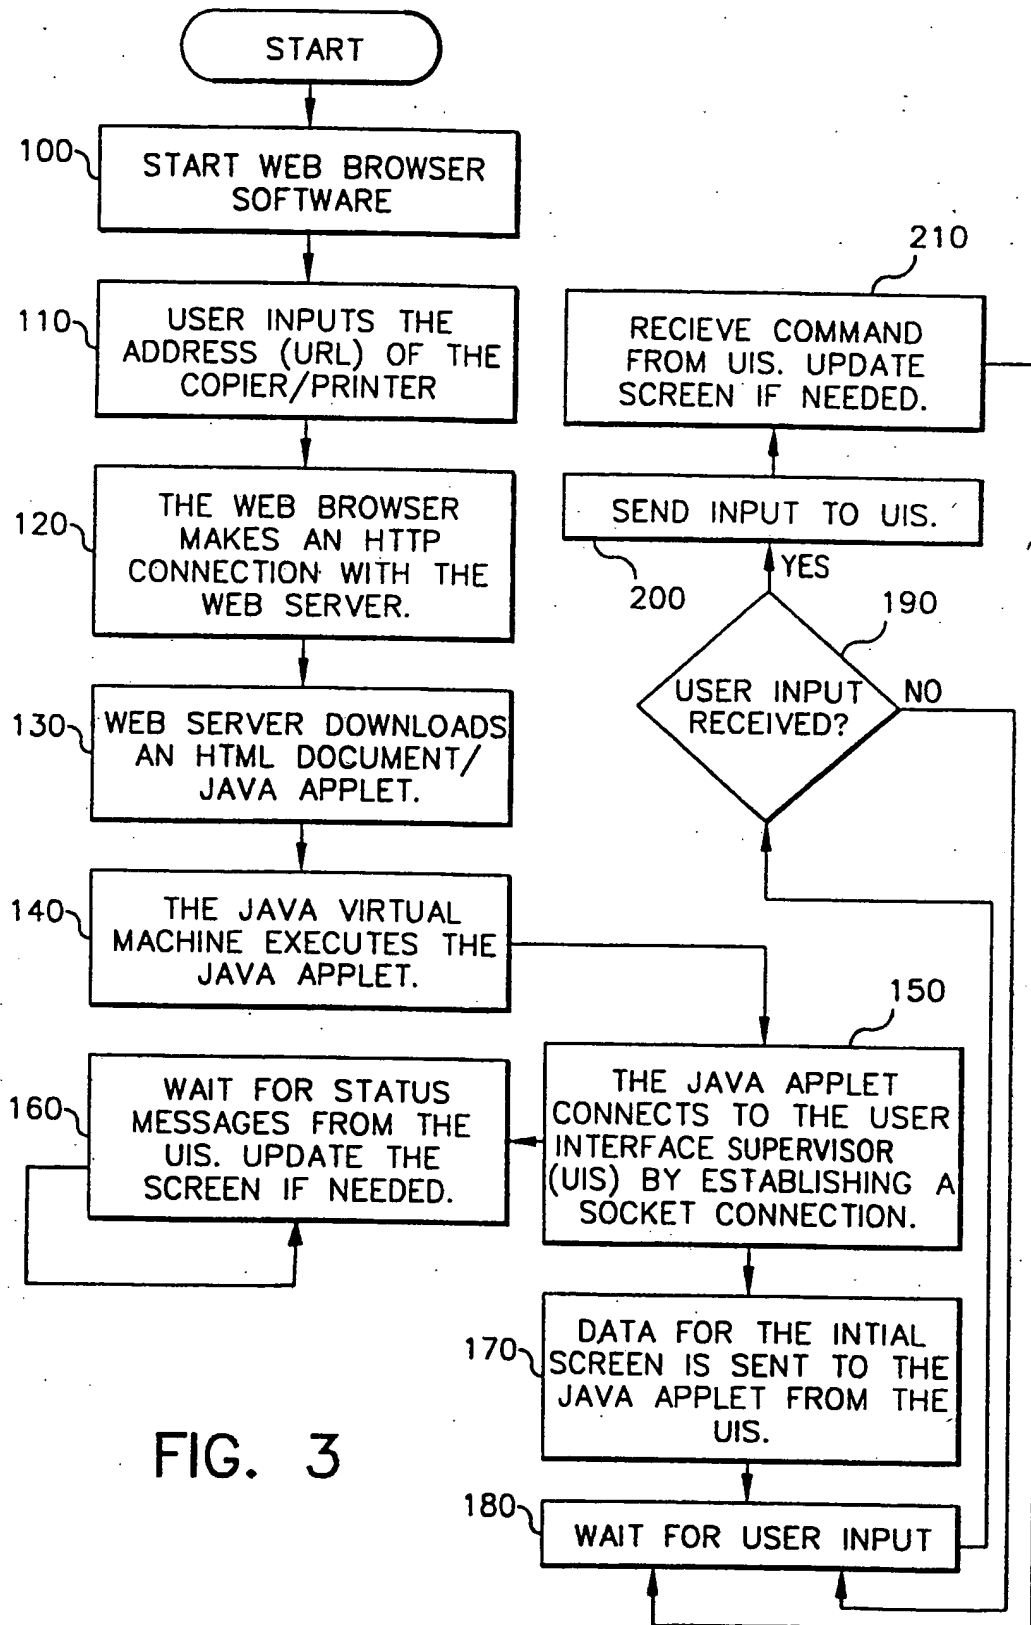 START
100
START WEB BROWSER
SOFTWARE
110
USER INPUTS THE
ADDRESS (URL) OF THE
COPIER/PRINTER
120
THE WEB BROWSER
MAKES AN HTTP
CONNECTION WITH THE
WEB SERVER.
130
WEB SERVER DOWNLOADS
AN HTML DOCUMENT/
JAVA APPLET.
140
THE JAVA VIRTUAL
MACHINE EXECUTES THE
JAVA APPLET.
150
THE JAVA APPLET
CONNECTS TO THE USER
INTERFACE SUPERVISOR
(UIS) BY ESTABLISHING A
SOCKET CONNECTION.
160
WAIT FOR STATUS
MESSAGES FROM THE
UIS. UPDATE THE
SCREEN IF NEEDED.
170
DATA FOR THE INTIAL
SCREEN IS SENT TO THE
JAVA APPLET FROM THE
UIS.
180
WAIT FOR USER INPUT
190
USER INPUT
RECEIVED?
NO
YES
200
SEND INPUT TO UIS.
210
RECIEVE COMMAND
FROM UIS. UPDATE
SCREEN IF NEEDED.
FIG. 3